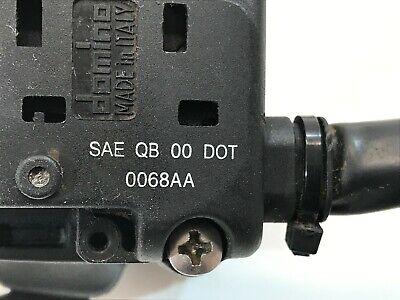 domino
MADE in ITALY
SAE QB 00 DOT
0068AA